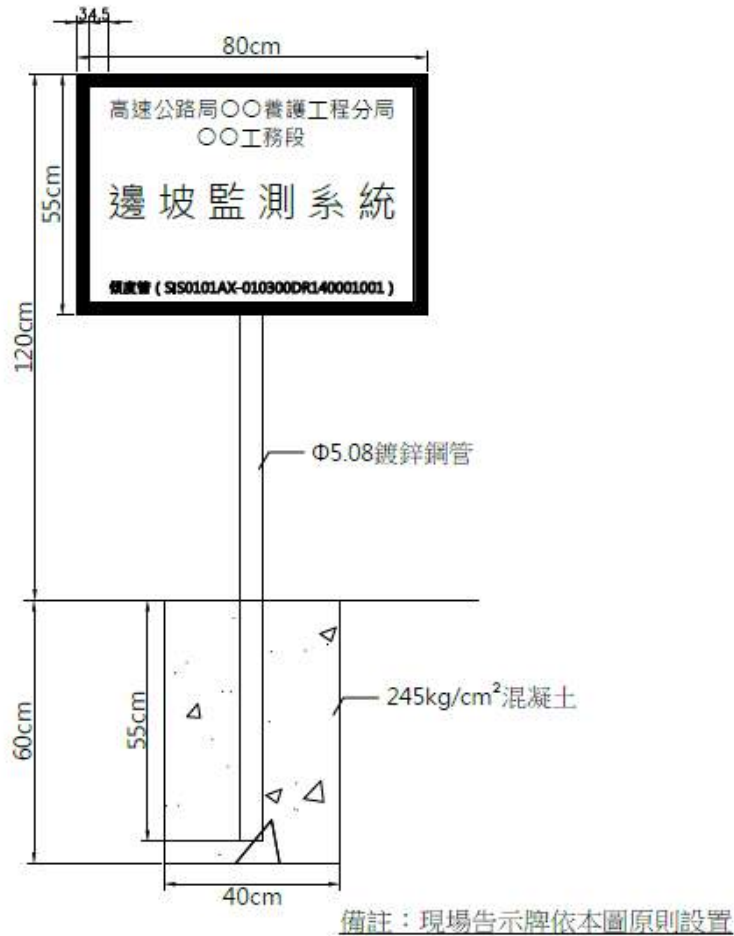 34.5
80cm
高速公路局〇〇養護工程分局
〇〇工務段
55cm
邊坡監測系統
傾度管(SIS0101AX-010300DR140001001)
120cm
Φ5.08鍍鋅鋼管
245kg/cm²混凝土
55cm
60cm
40cm
備註：現場告示牌依本圖原則設置